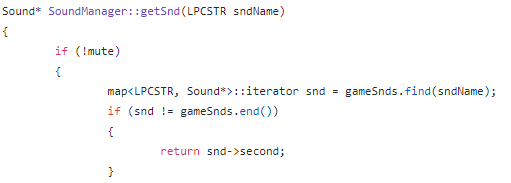 Sound* SoundManager::getSnd(LPCSTR sndName)
{
if (!mute)
{
map<LPCSTR, Sound*>::iterator snd = gameSnds.find(sndName);
if (snd != gameSnds.end())
{
return snd->second;
}